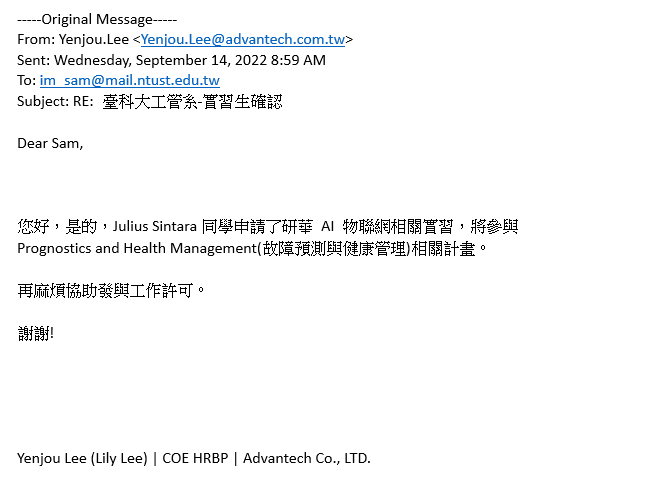 -----Original Message-----
From: Yenjou.Lee <Yenjou.Lee@advantech.com.tw>
Sent: Wednesday, September 14, 2022 8:59 AM
To: im_sam@mail.ntust.edu.tw
Subject: RE: 臺科大工管系-實習生確認
Dear Sam,
您好，是的，Julius Sintara 同學申請了研華 AI 物聯網相關實習，將參與
Prognostics and Health Management(故障預測與健康管理)相關計畫。
再麻煩協助發與工作許可。
謝謝!
Yenjou Lee (Lily Lee) | COE HRBP | Advantech Co., LTD.